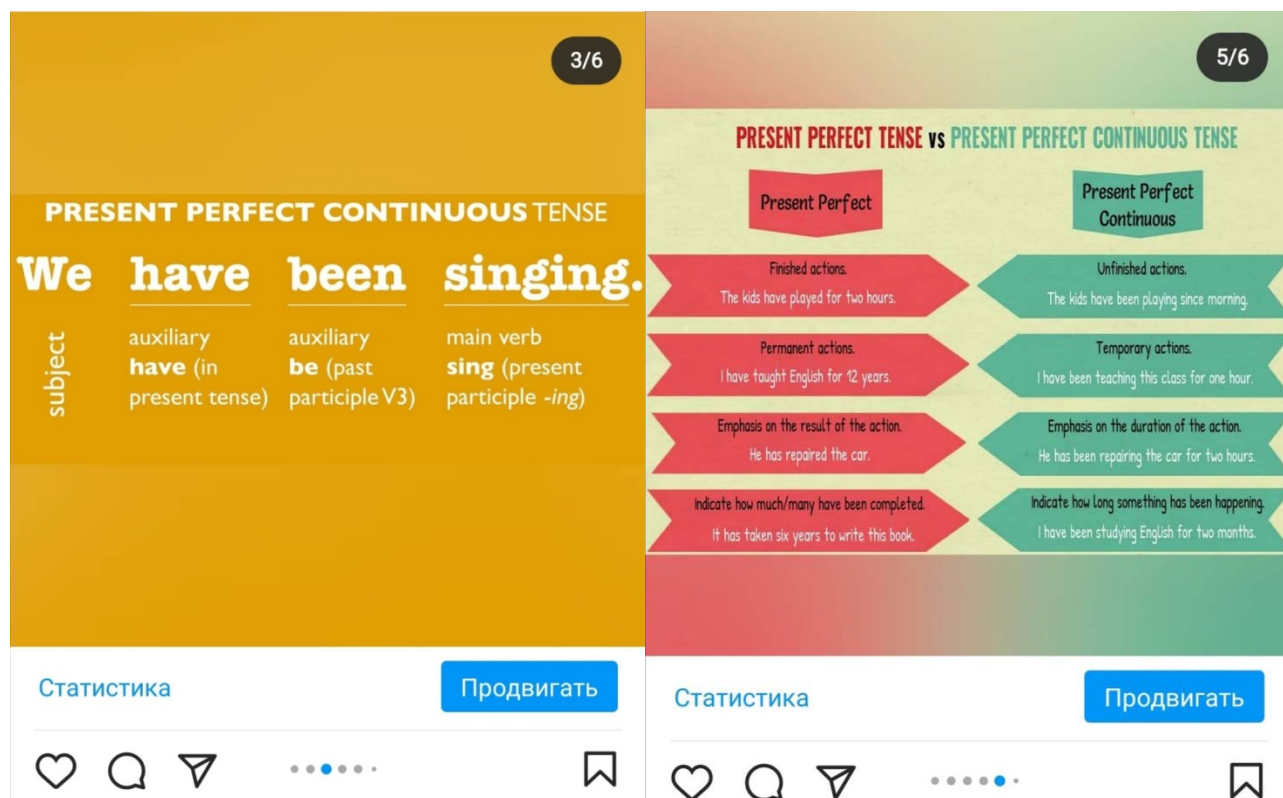 3/6
PRESENT PERFECT CONTINUOUS TENSE
We have been singing.
subject
auxiliary
have (in
present tense)
auxiliary
be (past
participle V3)
main verb
sing (present
participle -ing)
Статистика
Продвигать
5/6
PRESENT PERFECT TENSE vs PRESENT PERFECT CONTINUOUS TENSE
Present Perfect
Present Perfect
Continuous
Finished actions.
The kids have played for two hours.
Unfinished actions.
The kids have been playing since morning.
Permanent actions.
I have taught English for 12 years.
Temporary actions.
I have been teaching this class for one hour.
Emphasis on the result of the action.
He has repaired the car.
Emphasis on the duration of the action.
He has been repairing the car for two hours.
Indicate how much/many have been completed.
It has taken six years to write this book.
Indicate how long something has been happening.
I have been studying English for two months.
Статистика
Продвигать